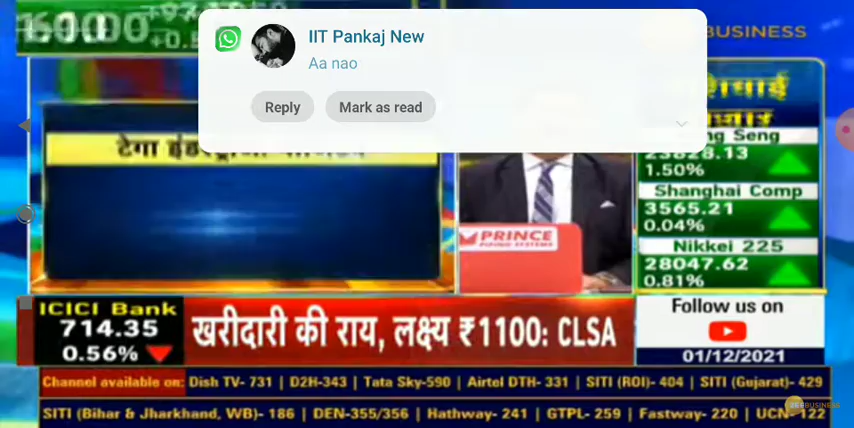 IIT Pankaj New
Aa nao
Reply
Mark as read
BUSINESS
ng Seng
23828.13
1.50%
Shanghai Comp
3565.21
0.04%
Nikkei 225
28047.62
0.81%
PRINCE
PIPING SYSTEMS
ICICI Bank
714.35
0.56%
खरीदारी की राय, लक्ष्य ₹1100: CLSA
Follow us on
01/12/2021
Channel available on: Dish TV- 731 | D2H-343 | Tata Sky-590 | Airtel DTH- 331 | SITI (ROI)- 404 | SITI (Gujarat)- 429
SITI (Bihar & Jharkhand, WB)- 186 | DEN-355/356 | Hathway- 241 | GTPL- 259 | Fastway- 220 | UCN- 122